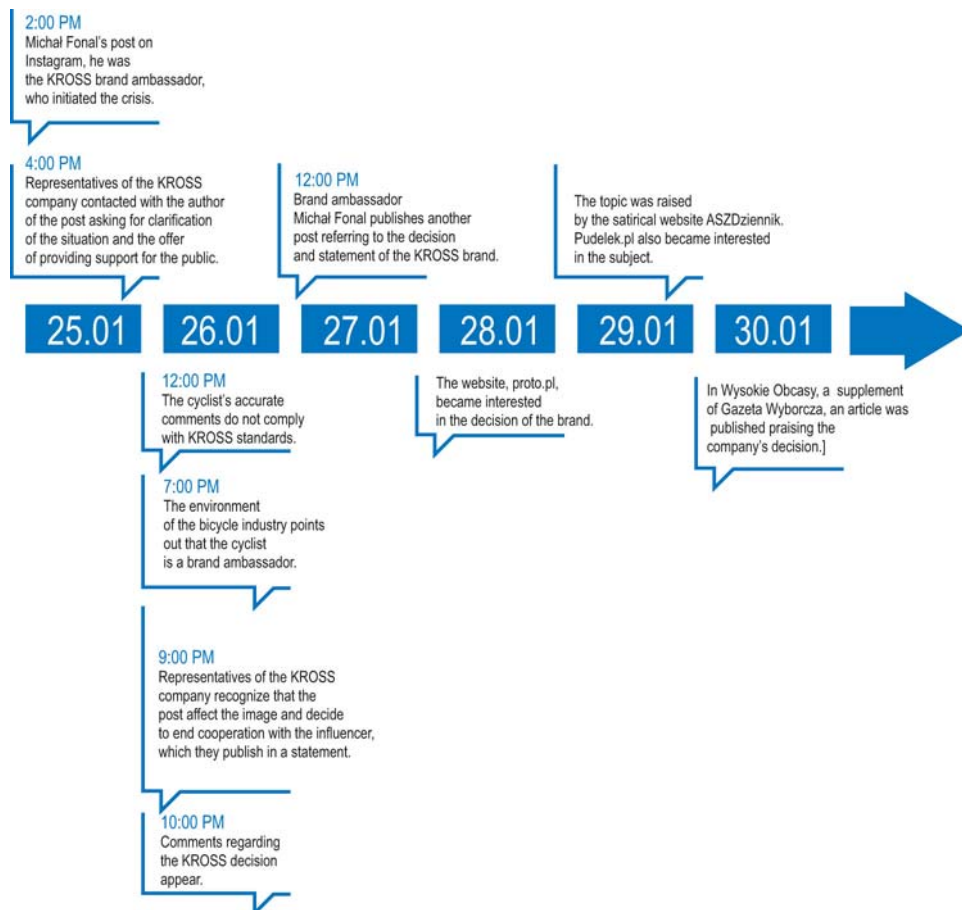 2:00 PM
Michał Fonal's post on
Instagram, he was
the KROSS brand ambassador,
who initiated the crisis.
4:00 PM
Representatives of the KROSS
company contacted with the author
of the post asking for clarification
of the situation and the offer
of providing support for the public.
12:00 PM
Brand ambassador
Michał Fonal publishes another
post referring to the decision
and statement of the KROSS brand.
The topic was raised
by the satirical website ASZDziennik.
Pudelek.pl also became interested
in the subject.
25.01
26.01
27.01
28.01
29.01
30.01
12:00 PM
The cyclist's accurate
comments do not comply
with KROSS standards.
The website, proto.pl,
became interested
in the decision of the brand.
In Wysokie Obcasy, a supplement
of Gazeta Wyborcza, an article was
published praising the
company's decision.]
7:00 PM
The environment
of the bicycle industry points
out that the cyclist
is a brand ambassador.
9:00 PM
Representatives of the KROSS
company recognize that the
post affect the image and decide
to end cooperation with the influencer,
which they publish in a statement.
10:00 PM
Comments regarding
the KROSS decision
appear.